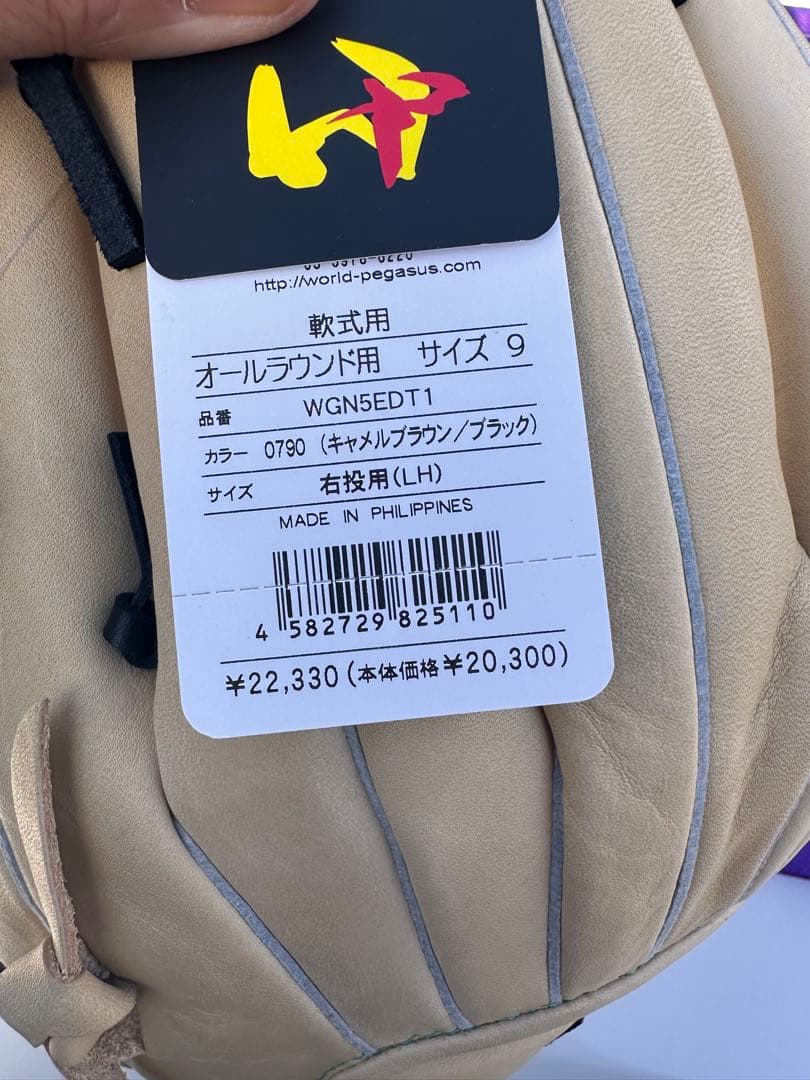 http://world-pegasus.com
軟式用
オールラウンド用 サイズ 9
品番 WGN5EDT1
カラー 0790 (キャメルブラウン/ブラック)
サイズ 右投用(LH)
MADE IN PHILIPPINES
4 582729 825110
¥22,330(本体価格¥20,300)